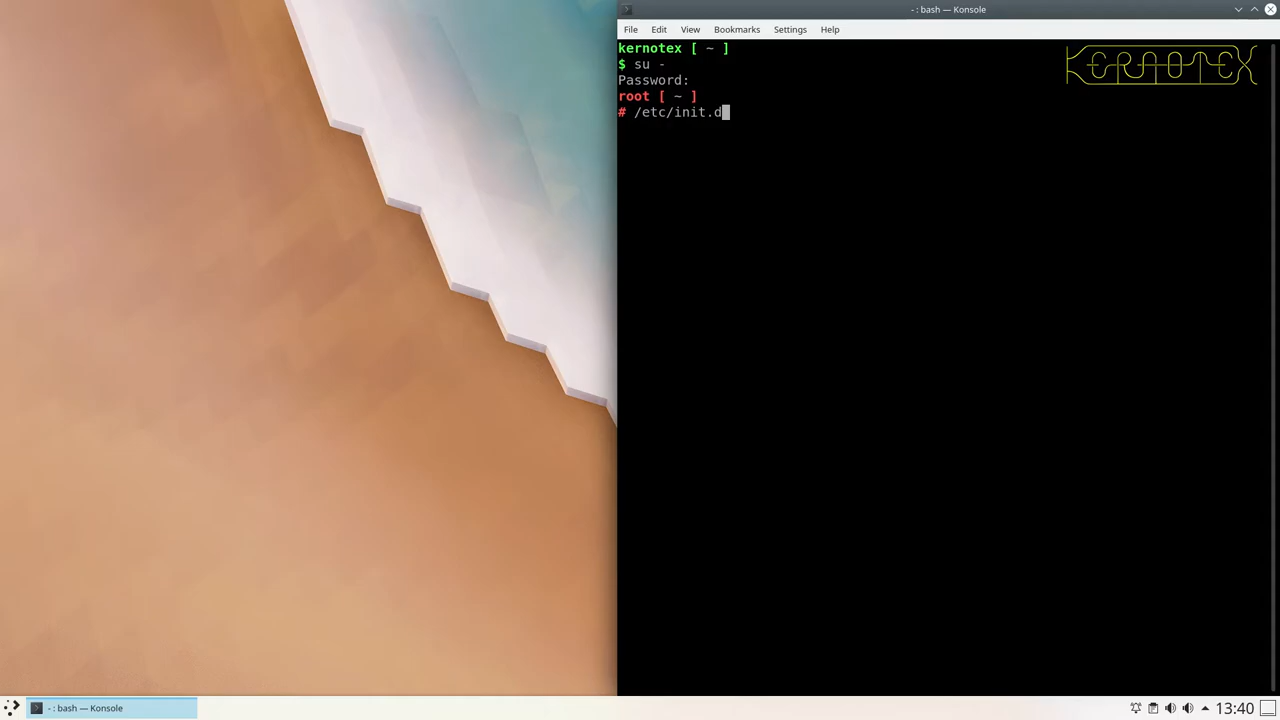 - : bash — Konsole
File Edit View Bookmarks Settings Help
kernotex [ ~ ]
$ su -
Password:
root [ ~ ]
# /etc/init.d
KERNOTEX
- : bash — Konsole
13:40